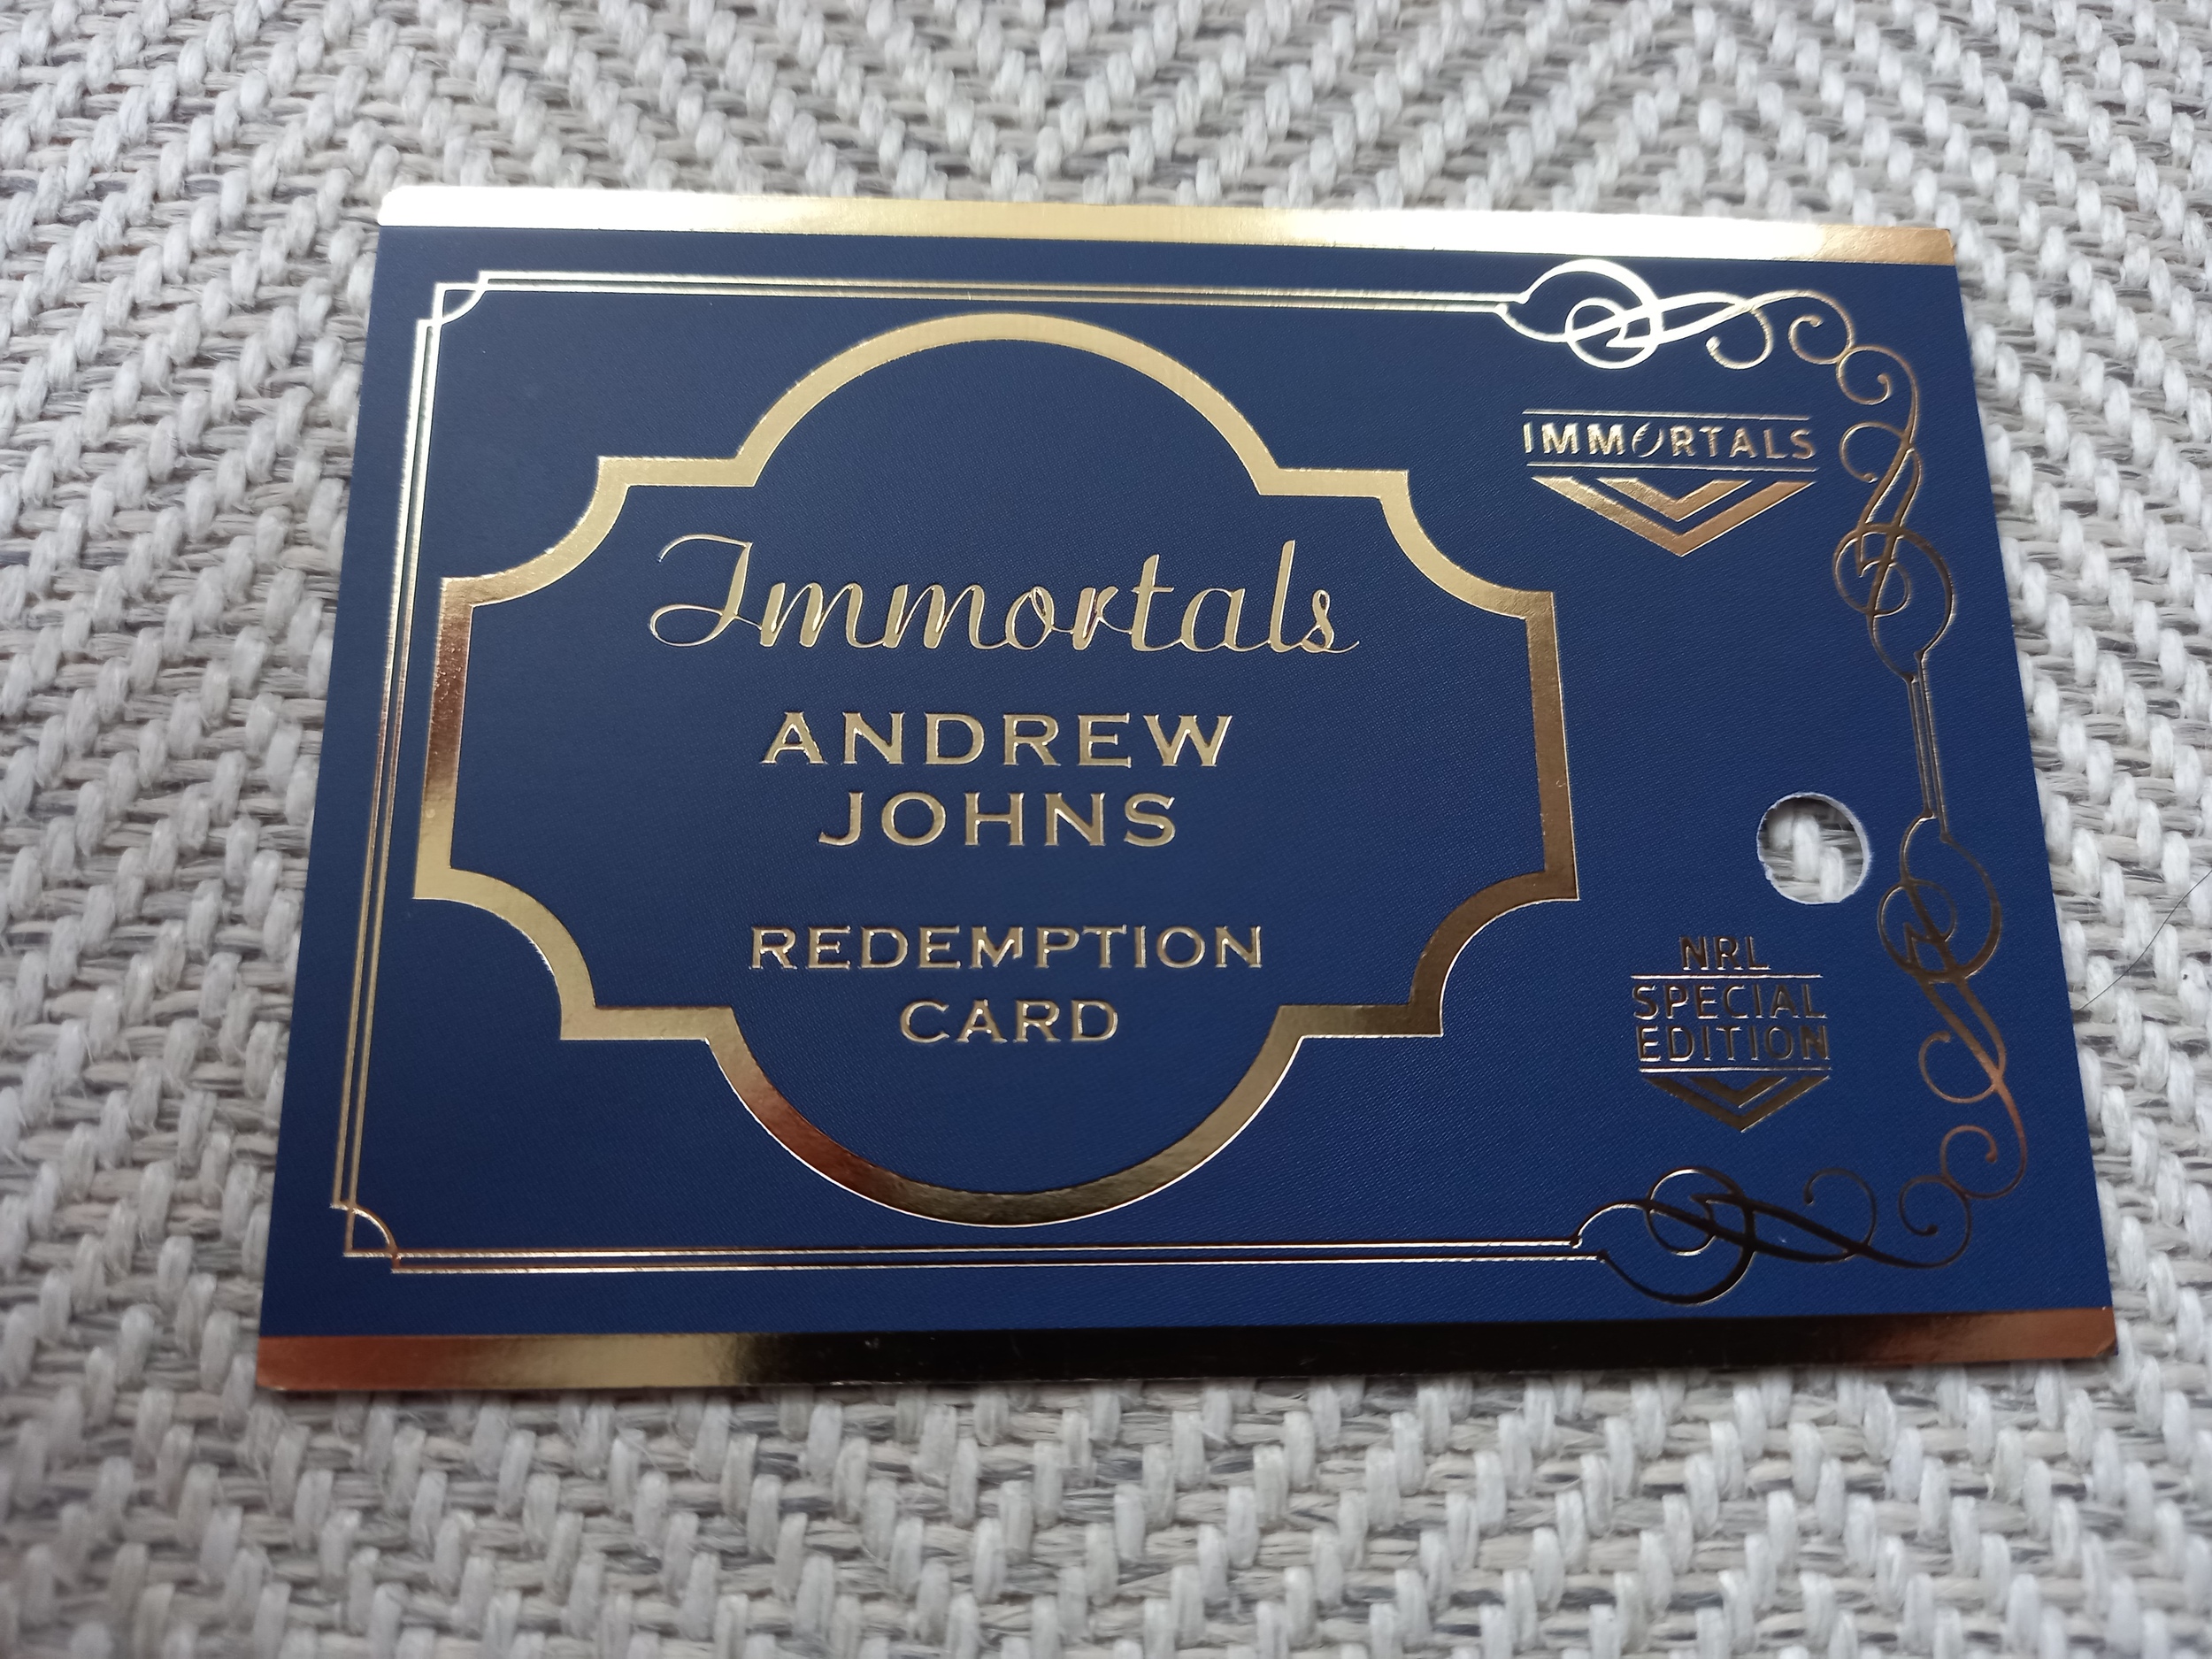 Immortals
ANDREW
JOHNS
REDEMPTION
CARD
IMMORTALS
NRL
SPECIAL
EDITION